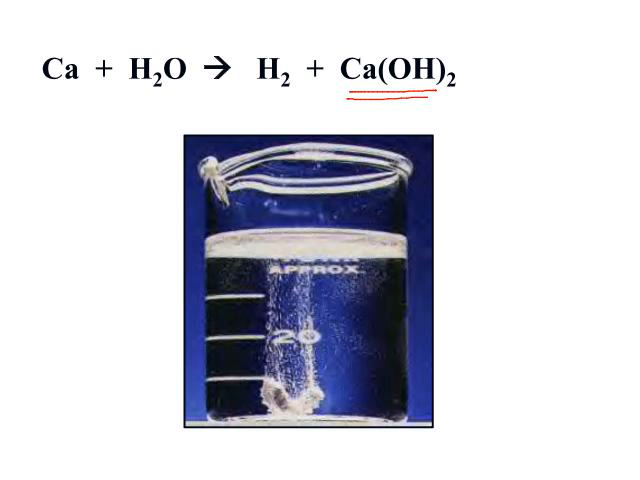 Ca + H₂O → H₂ + Ca(OH)₂
APPROX
20